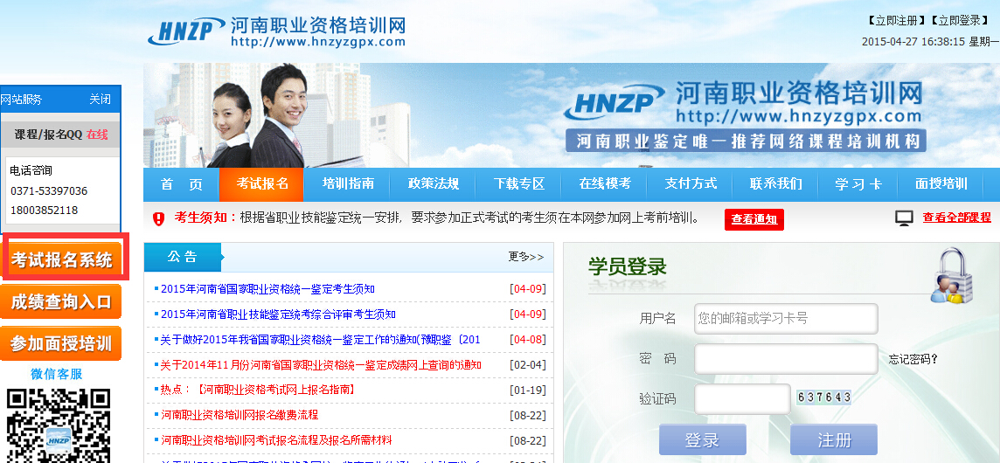 HNZP 河南职业资格培训网
http://www.hnzyzgpx.com
【立即注册】【立即登录】
2015-04-27 16:38:15 星期一
HNZP 河南职业资格培训网
http://www.hnzyzgpx.com
河南职业鉴定唯一推荐网络课程培训机构
网站服务 关闭
课程/报名QQ 在线
电话咨询
0371-53397036
18003852118
考试报名系统
成绩查询入口
参加面授培训
微信客服
HNZP
首 页 考试报名 培训指南 政策法规 下载专区 在线模考 支付方式 联系我们 学 习 卡 面授培训
考生须知：根据省职业技能鉴定统一安排，要求参加正式考试的考生须在本网参加网上考前培训。 查看通知 查看全部课程
公 告 更多>>
2015年河南省国家职业资格统一鉴定考生须知 [04-09]
2015年河南省职业技能鉴定统考综合评审考生须知 [04-09]
关于做好2015年我省国家职业资格统一鉴定工作的通知(豫职鉴〔201 [04-08]
关于2014年11月份河南省国家职业资格统一鉴定成绩网上查询的通知 [02-04]
热点：【河南职业资格考试网上报名指南】 [01-19]
河南职业资格培训网报名缴费流程 [08-22]
河南职业资格培训网考试报名流程及报名所需材料 [08-22]
学员登录
用户名 您的邮箱或学习卡号
密 码 忘记密码?
验证码 637643
登录 注册